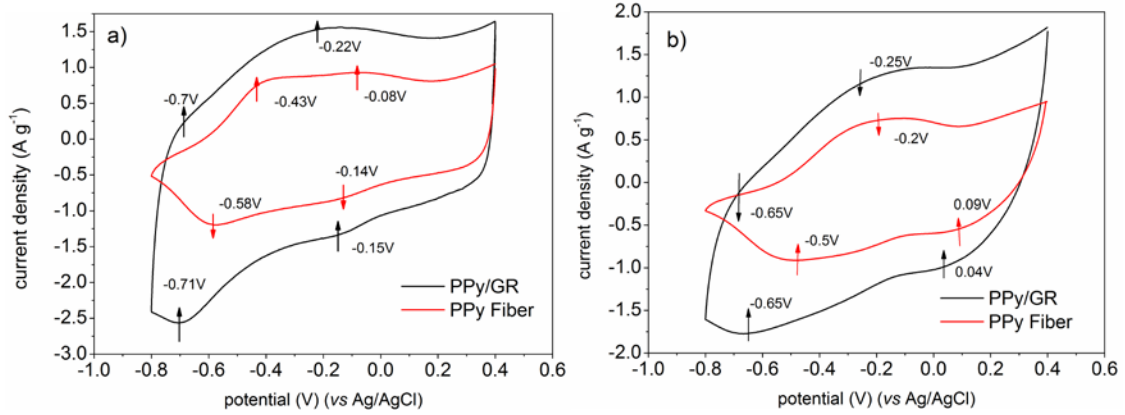 a)
1.5
1.0
0.5
0.0
-0.5
-1.0
-1.5
-2.0
-2.5
-3.0
current density (A g⁻¹)
-0.22V
-0.7V
-0.43V
-0.08V
-0.58V
-0.14V
-0.15V
-0.71V
PPy/GR
PPy Fiber
-1.0 -0.8 -0.6 -0.4 -0.2 0.0 0.2 0.4 0.6
potential (V) (vs Ag/AgCl)
b)
2.0
1.5
1.0
0.5
0.0
-0.5
-1.0
-1.5
-2.0
current density (A g⁻¹)
-0.25V
-0.2V
-0.65V
-0.5V
0.09V
-0.65V
0.04V
PPy/GR
PPy Fiber
-1.0 -0.8 -0.6 -0.4 -0.2 0.0 0.2 0.4 0.6
potential (V) (vs Ag/AgCl)